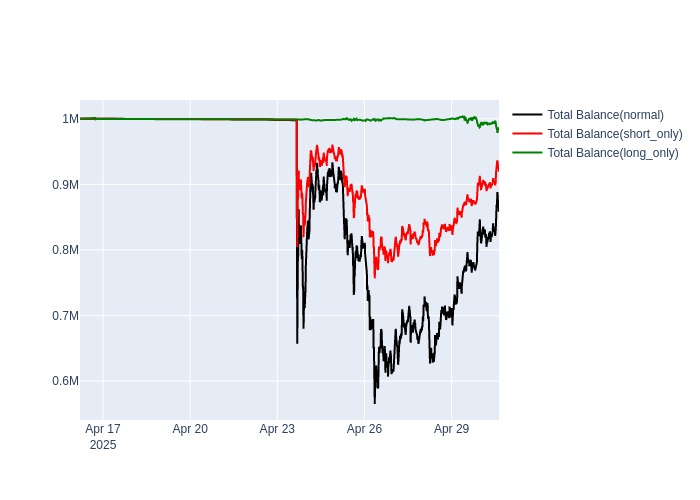 1M
0.9M
0.8M
0.7M
0.6M
Apr 17
2025
Apr 20
Apr 23
Apr 26
Apr 29
Total Balance(normal)
Total Balance(short_only)
Total Balance(long_only)